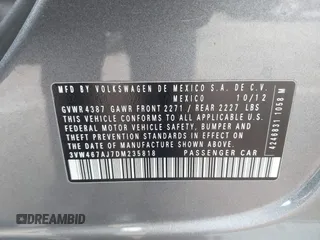 MFD BY VOLKSWAGEN DE MEXICO S.A. DE C.V.
MEXICO 10/12
GVWR 4387 GAWR FRONT 2271 / REAR 2227 LBS
THIS VEHICLE CONFORMS TO ALL APPLICABLE
FEDERAL MOTOR VEHICLE SAFETY, BUMPER AND
THEFT PREVENTION STANDARDS IN EFFECT ON
THE DATE OF MANUFACTURE SHOWN ABOVE
3VW467AJ7DM235818 PASSENGER CAR
4246831 1058 M
DREAMBID